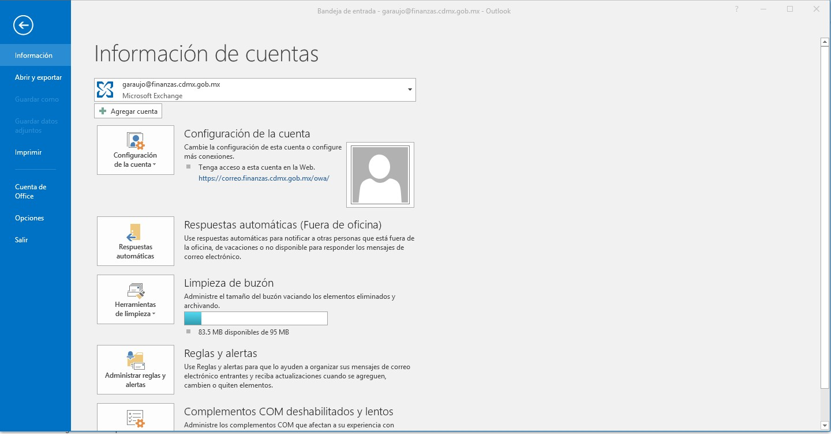 Bandeja de entrada - garaujo@finanzas.cdmx.gob.mx - Outlook
Información
Abrir y exportar
Guardar como
Guardar datos
adjuntos
Imprimir
Cuenta de
Office
Opciones
Salir
Información de cuentas
garaujo@finanzas.cdmx.gob.mx
Microsoft Exchange
Agregar cuenta
Configuración
de la cuenta
Configuración de la cuenta
Cambie la configuración de esta cuenta o configure
más conexiones.
Tenga acceso a esta cuenta en la Web.
https://correo.finanzas.cdmx.gob.mx/owa/
Respuestas
automáticas
Respuestas automáticas (Fuera de oficina)
Use respuestas automáticas para notificar a otras personas que está fuera de
la oficina, de vacaciones o no disponible para responder los mensajes de
correo electrónico.
Herramientas
de limpieza
Limpieza de buzón
Administre el tamaño del buzón vaciando los elementos eliminados y
archivando.
83.5 MB disponibles de 95 MB
Administrar reglas y
alertas
Reglas y alertas
Use Reglas y alertas para que lo ayuden a organizar sus mensajes de correo
electrónico entrantes y reciba actualizaciones cuando se agreguen,
cambien o quiten elementos.
Complementos COM deshabilitados y lentos
Administre los complementos COM que afectan a su experiencia con